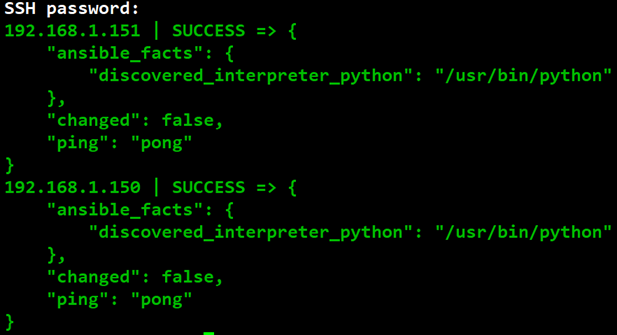 SSH password:
192.168.1.151 | SUCCESS => {
    "ansible_facts": {
        "discovered_interpreter_python": "/usr/bin/python"
    },
    "changed": false,
    "ping": "pong"
}
192.168.1.150 | SUCCESS => {
    "ansible_facts": {
        "discovered_interpreter_python": "/usr/bin/python"
    },
    "changed": false,
    "ping": "pong"
}